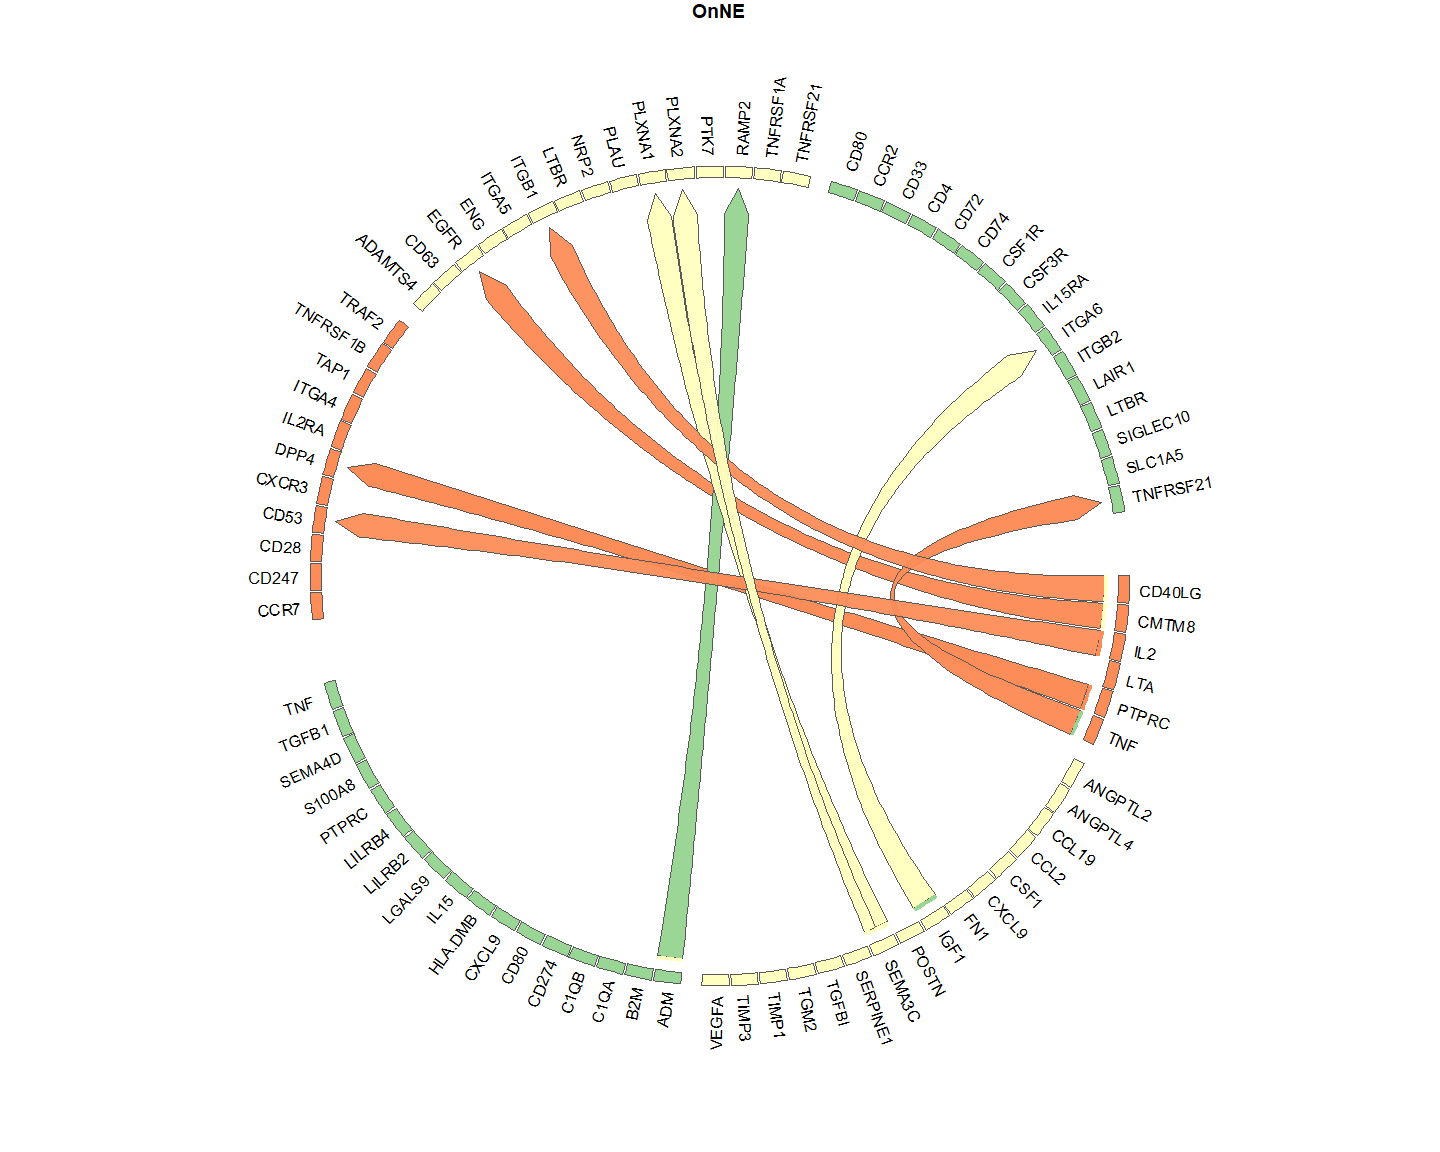 OnNE
ADAMTS4
CD63
EGFR
ENG
ITGA5
ITGB1
LTBR
NRP2
PLAU
PLXNA1
PLXNA2
PTK7
RAMP2
TNFRSF1A
TNFRSF21
CD80
CCR2
CD33
CD4
CD72
CD74
CSF1R
CSF3R
IL15RA
ITGA6
ITGB2
LAIR1
LTBR
SIGLEC10
SLC1A5
TNFRSF21
CD40LG
CMTM8
IL2
LTA
PTPRC
TNF
ANGPTL2
ANGPTL4
CCL19
CCL2
CSF1
CXCL9
FN1
IGF1
POSTN
SEMA3C
SERPINE1
TGFBI
TGM2
TIMP1
TIMP3
VEGFA
ADM
B2M
C1QA
C1QB
CD274
CD80
CXCL9
HLA.DMB
IL15
LGALS9
LILRB2
LILRB4
PTPRC
S100A8
SEMA4D
TGFB1
TNF
CCR7
CD247
CD28
CD53
CXCR3
DPP4
IL2RA
ITGA4
TAP1
TNFRSF1B
TRAF2